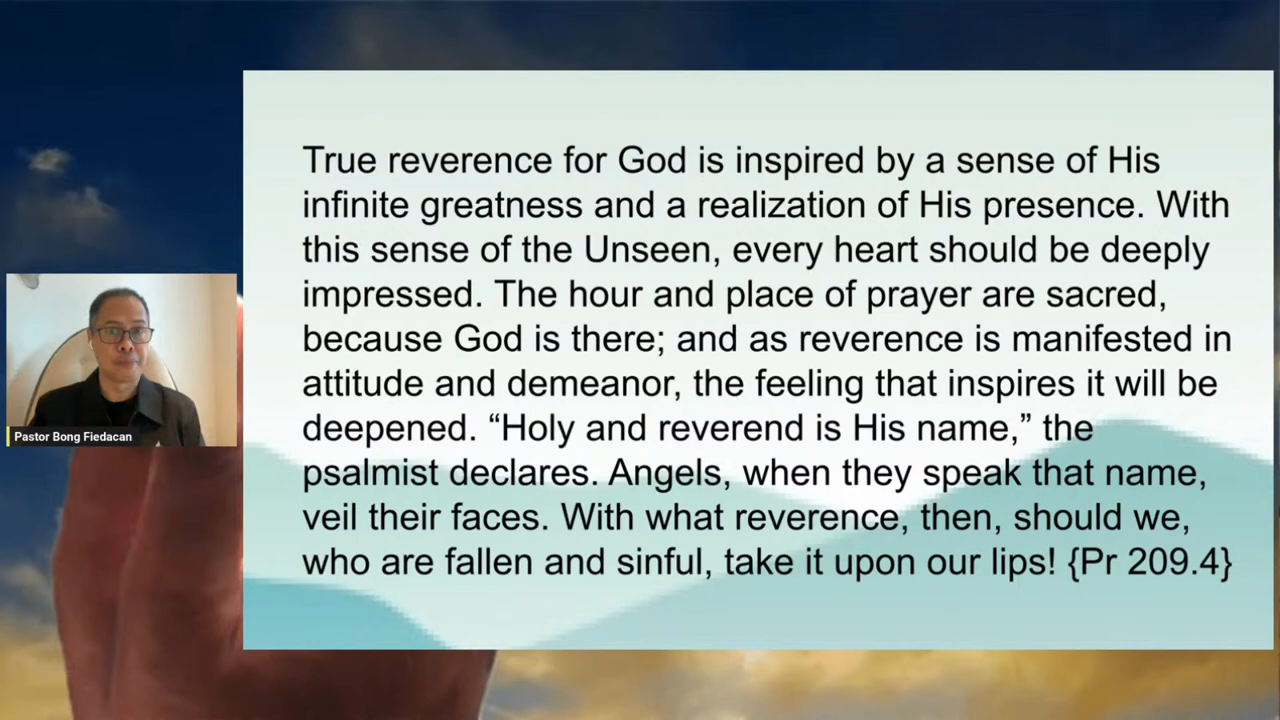 True reverence for God is inspired by a sense of His
infinite greatness and a realization of His presence. With
this sense of the Unseen, every heart should be deeply
impressed. The hour and place of prayer are sacred,
because God is there; and as reverence is manifested in
attitude and demeanor, the feeling that inspires it will be
deepened. “Holy and reverend is His name,” the
psalmist declares. Angels, when they speak that name,
veil their faces. With what reverence, then, should we,
who are fallen and sinful, take it upon our lips! {Pr 209.4}
Pastor Bong Fiedacan